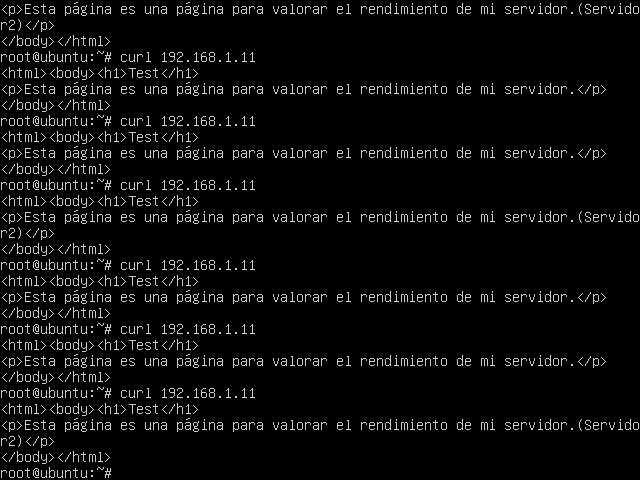 <p>Esta página es una página para valorar el rendimiento de mi servidor.(Servido
r2)</p>
</body></html>
root@ubuntu:~# curl 192.168.1.11
<html><body><h1>Test</h1>
<p>Esta página es una página para valorar el rendimiento de mi servidor.</p>
</body></html>
root@ubuntu:~# curl 192.168.1.11
<html><body><h1>Test</h1>
<p>Esta página es una página para valorar el rendimiento de mi servidor.</p>
</body></html>
root@ubuntu:~# curl 192.168.1.11
<html><body><h1>Test</h1>
<p>Esta página es una página para valorar el rendimiento de mi servidor.(Servido
r2)</p>
</body></html>
root@ubuntu:~# curl 192.168.1.11
<html><body><h1>Test</h1>
<p>Esta página es una página para valorar el rendimiento de mi servidor.</p>
</body></html>
root@ubuntu:~# curl 192.168.1.11
<html><body><h1>Test</h1>
<p>Esta página es una página para valorar el rendimiento de mi servidor.</p>
</body></html>
root@ubuntu:~# curl 192.168.1.11
<html><body><h1>Test</h1>
<p>Esta página es una página para valorar el rendimiento de mi servidor.(Servido
r2)</p>
</body></html>
root@ubuntu:~#